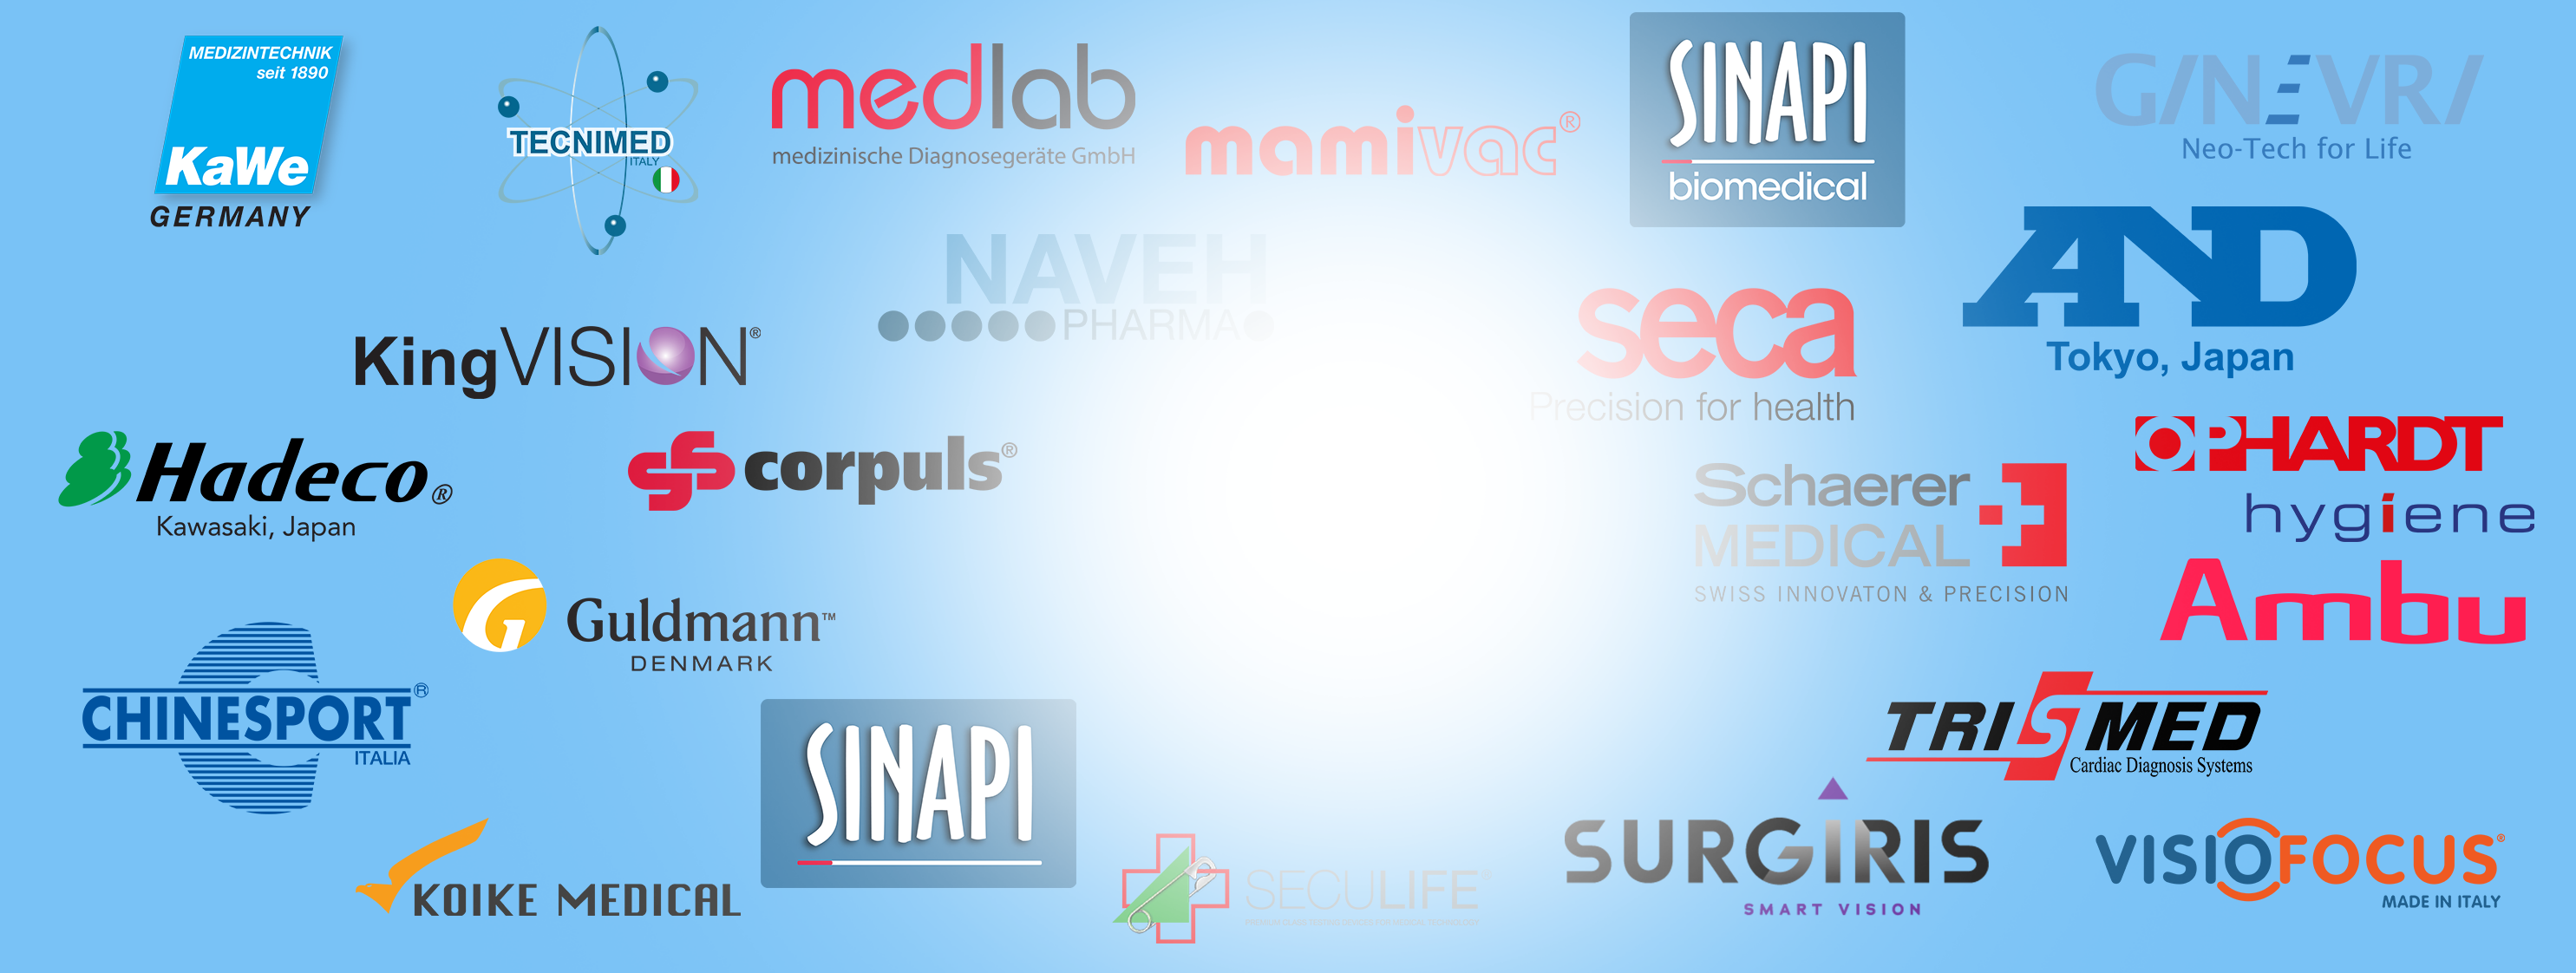 MEDIZINTECHNIK
seit 1890
KaWe
GERMANY
TECNIMED
ITALY
medlab
medizinische Diagnosegeräte GmbH
mamivac®
SINAPI
biomedical
GINEVRI
Neo-Tech for Life
NAVEH
PHARMA
AND
Tokyo, Japan
KingVISION®
seca
Precision for health
Hadeco®
Kawasaki, Japan
corpuls®
OPHARDT
hygiene
Schaerer
MEDICAL
SWISS INNOVATON & PRECISION
Guldmann™
DENMARK
Ambu
CHINESPORT®
ITALIA
TRISMED
Cardiac Diagnosis Systems
SINAPI
KOIKE MEDICAL
SECULIFE®
SURGIRIS
SMART VISION
VISIOFOCUS®
MADE IN ITALY